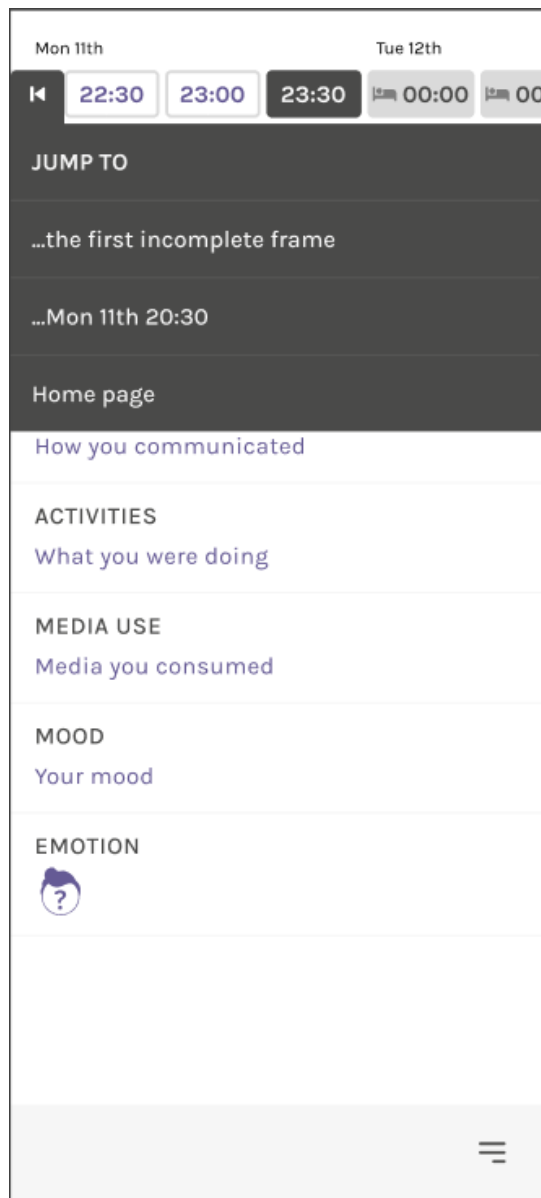 Mon 11th Tue 12th
22:30 23:00 23:30 00:00 00
JUMP TO
...the first incomplete frame
...Mon 11th 20:30
Home page
How you communicated
ACTIVITIES
What you were doing
MEDIA USE
Media you consumed
MOOD
Your mood
EMOTION
?